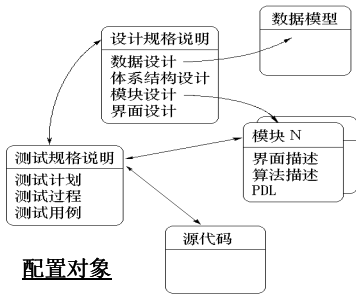 数据模型
设计规格说明
数据设计
体系结构设计
模块设计
界面设计
测试规格说明
测试计划
测试过程
测试用例
模块 N
界面描述
算法描述
PDL
源代码
配置对象